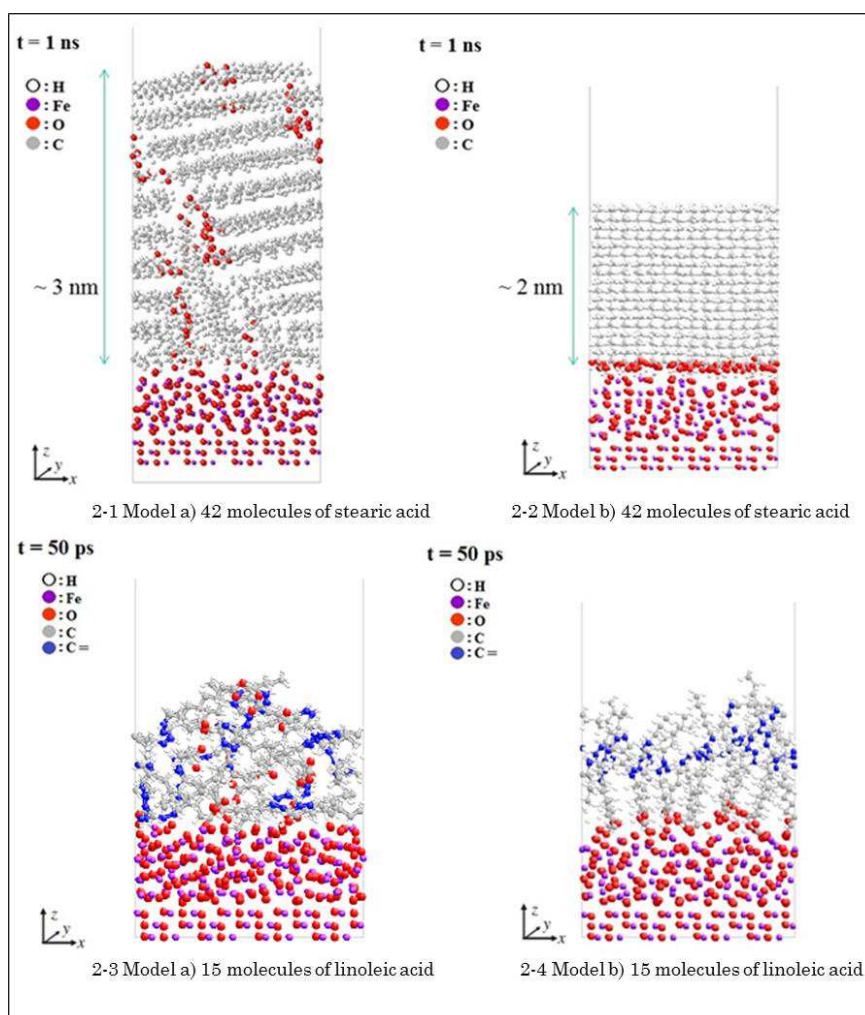 t = 1 ns
: H
: Fe
: O
: C
~ 3 nm
z
y
x
2-1 Model a) 42 molecules of stearic acid
t = 1 ns
: H
: Fe
: O
: C
~ 2 nm
z
y
x
2-2 Model b) 42 molecules of stearic acid
t = 50 ps
: H
: Fe
: O
: C
: C =
z
y
x
2-3 Model a) 15 molecules of linoleic acid
t = 50 ps
: H
: Fe
: O
: C
: C =
z
y
x
2-4 Model b) 15 molecules of linoleic acid